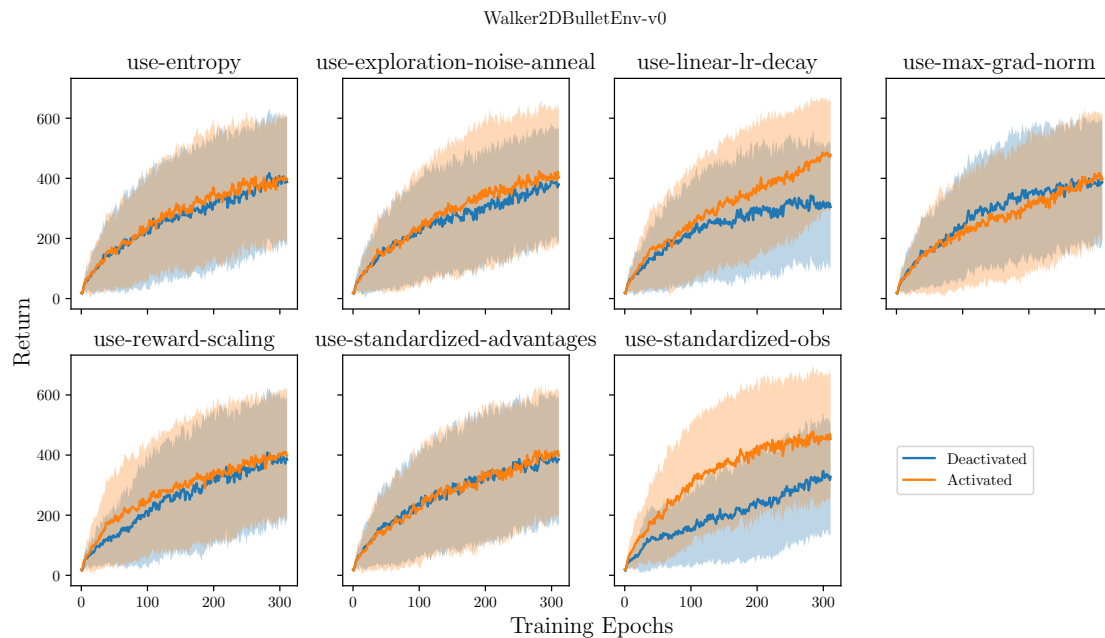 Walker2DBulletEnv-v0
use-entropy
use-exploration-noise-anneal
use-linear-lr-decay
use-max-grad-norm
600
400
200
0
use-reward-scaling
use-standardized-advantages
use-standardized-obs
600
400
200
0
0 100 200 300
0 100 200 300
0 100 200 300
Return
Training Epochs
Deactivated
Activated